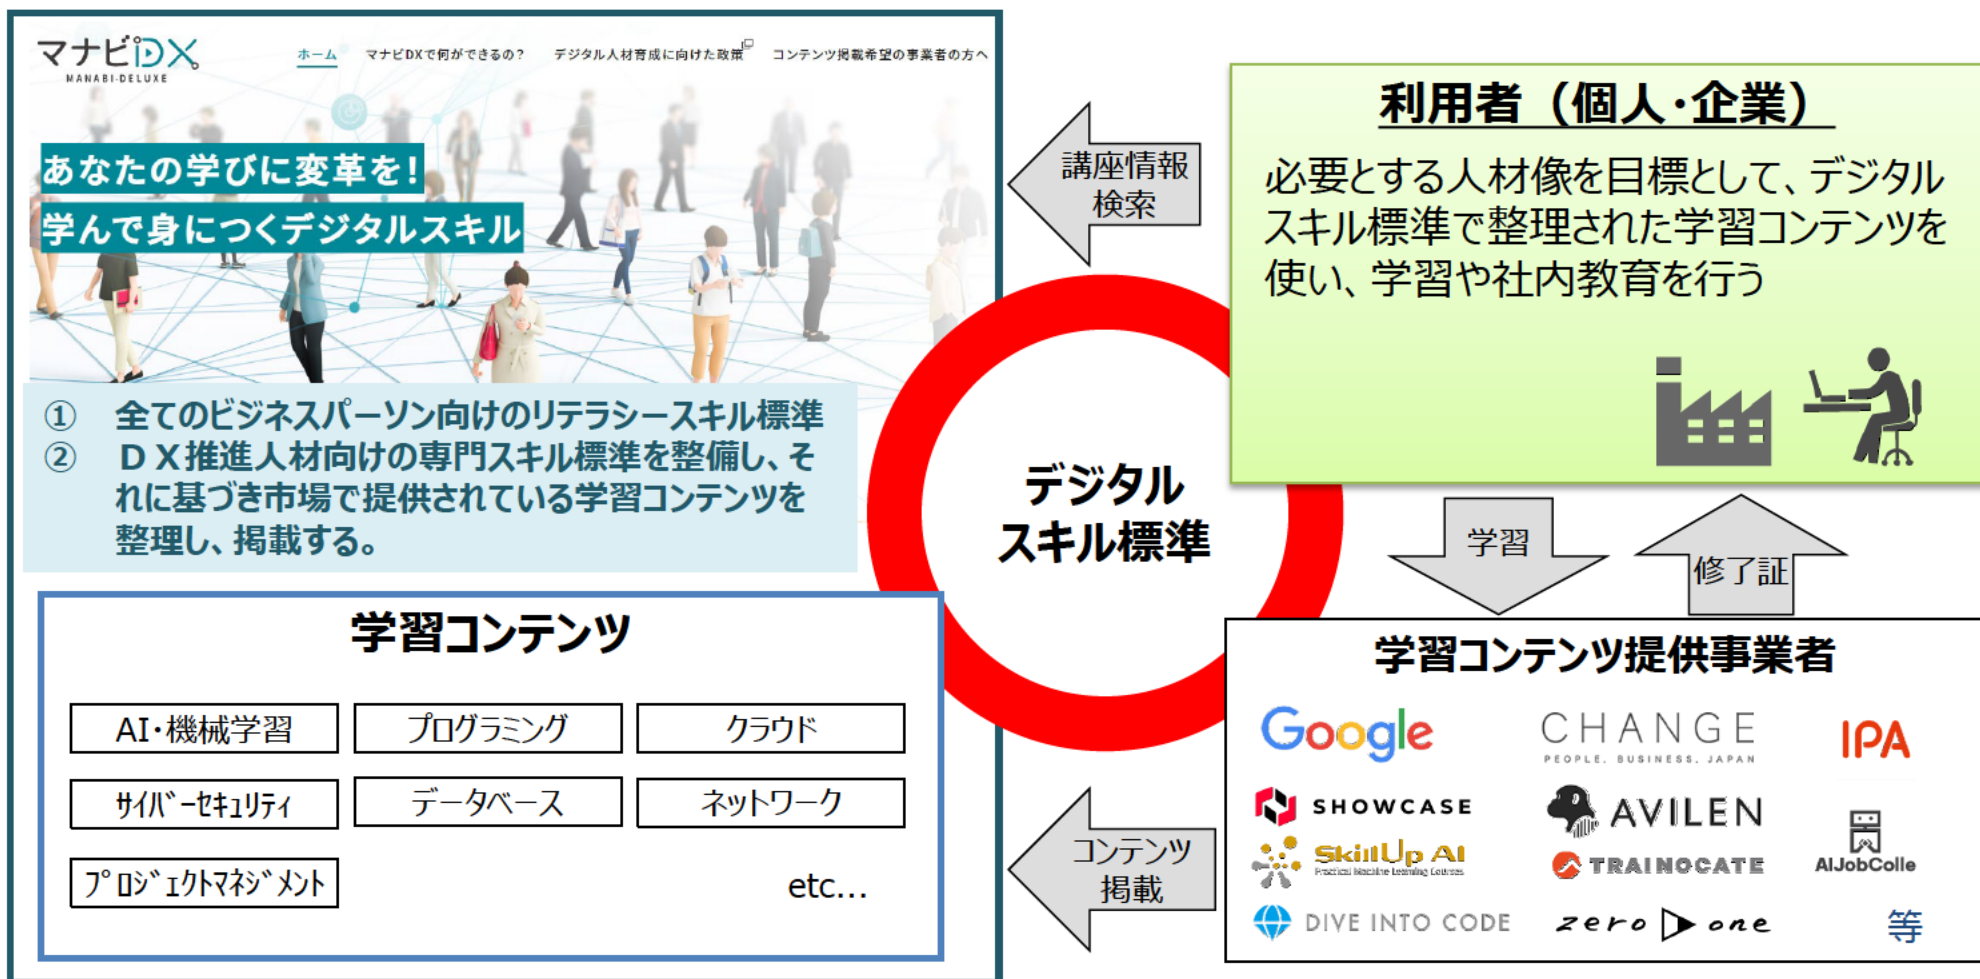 マナビDX
MANABI-DELUXE
ホーム
マナビDXで何ができるの？
デジタル人材育成に向けた政策
コンテンツ掲載希望の事業者の方へ
あなたの学びに変革を！
学んで身につくデジタルスキル
① 全てのビジネスパーソン向けのリテラシースキル標準
② ＤＸ推進人材向けの専門スキル標準を整備し、そ
れに基づき市場で提供されている学習コンテンツを
整理し、掲載する。
学習コンテンツ
AI・機械学習
プログラミング
クラウド
ｻｲﾊﾞｰｾｷｭﾘﾃｨ
データベース
ネットワーク
ﾌﾟﾛｼﾞｪｸﾄﾏﾈｼﾞﾒﾝﾄ
etc…
講座情報
検索
デジタル
スキル標準
コンテンツ
掲載
利用者（個人・企業）
必要とする人材像を目標として、デジタル
スキル標準で整理された学習コンテンツを
使い、学習や社内教育を行う
学習
修了証
学習コンテンツ提供事業者
Google
CHANGE
PEOPLE. BUSINESS. JAPAN
IPA
SHOWCASE
AVILEN
SkillUp AI
Practical Machine Learning Courses
TRAINOCATE
AIJobColle
DIVE INTO CODE
zero one
等